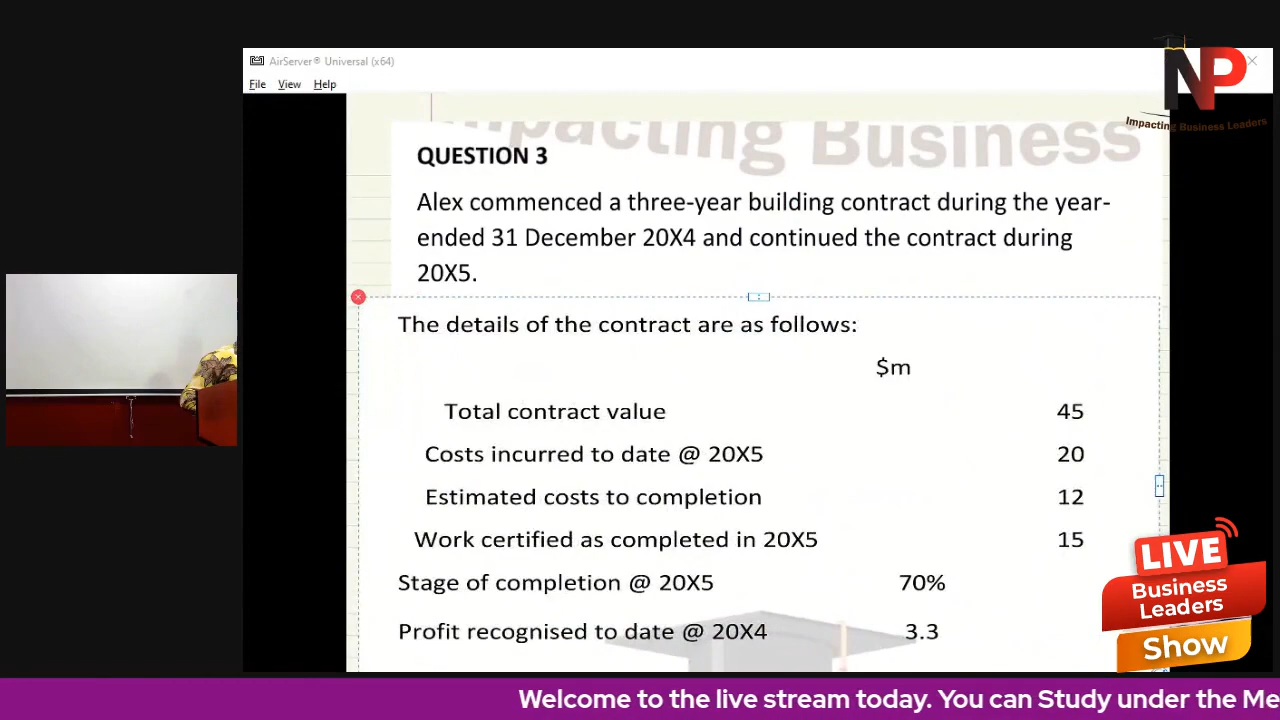 AirServer® Universal (x64)
File View Help
NP
Impacting Business Leaders
Impacting Business
QUESTION 3
Alex commenced a three-year building contract during the year-
ended 31 December 20X4 and continued the contract during
20X5.
The details of the contract are as follows:
$m
Total contract value 45
Costs incurred to date @ 20X5 20
Estimated costs to completion 12
Work certified as completed in 20X5 15
Stage of completion @ 20X5 70%
Profit recognised to date @ 20X4 3.3
LIVE
Business
Leaders
Show
Welcome to the live stream today. You can Study under the Me